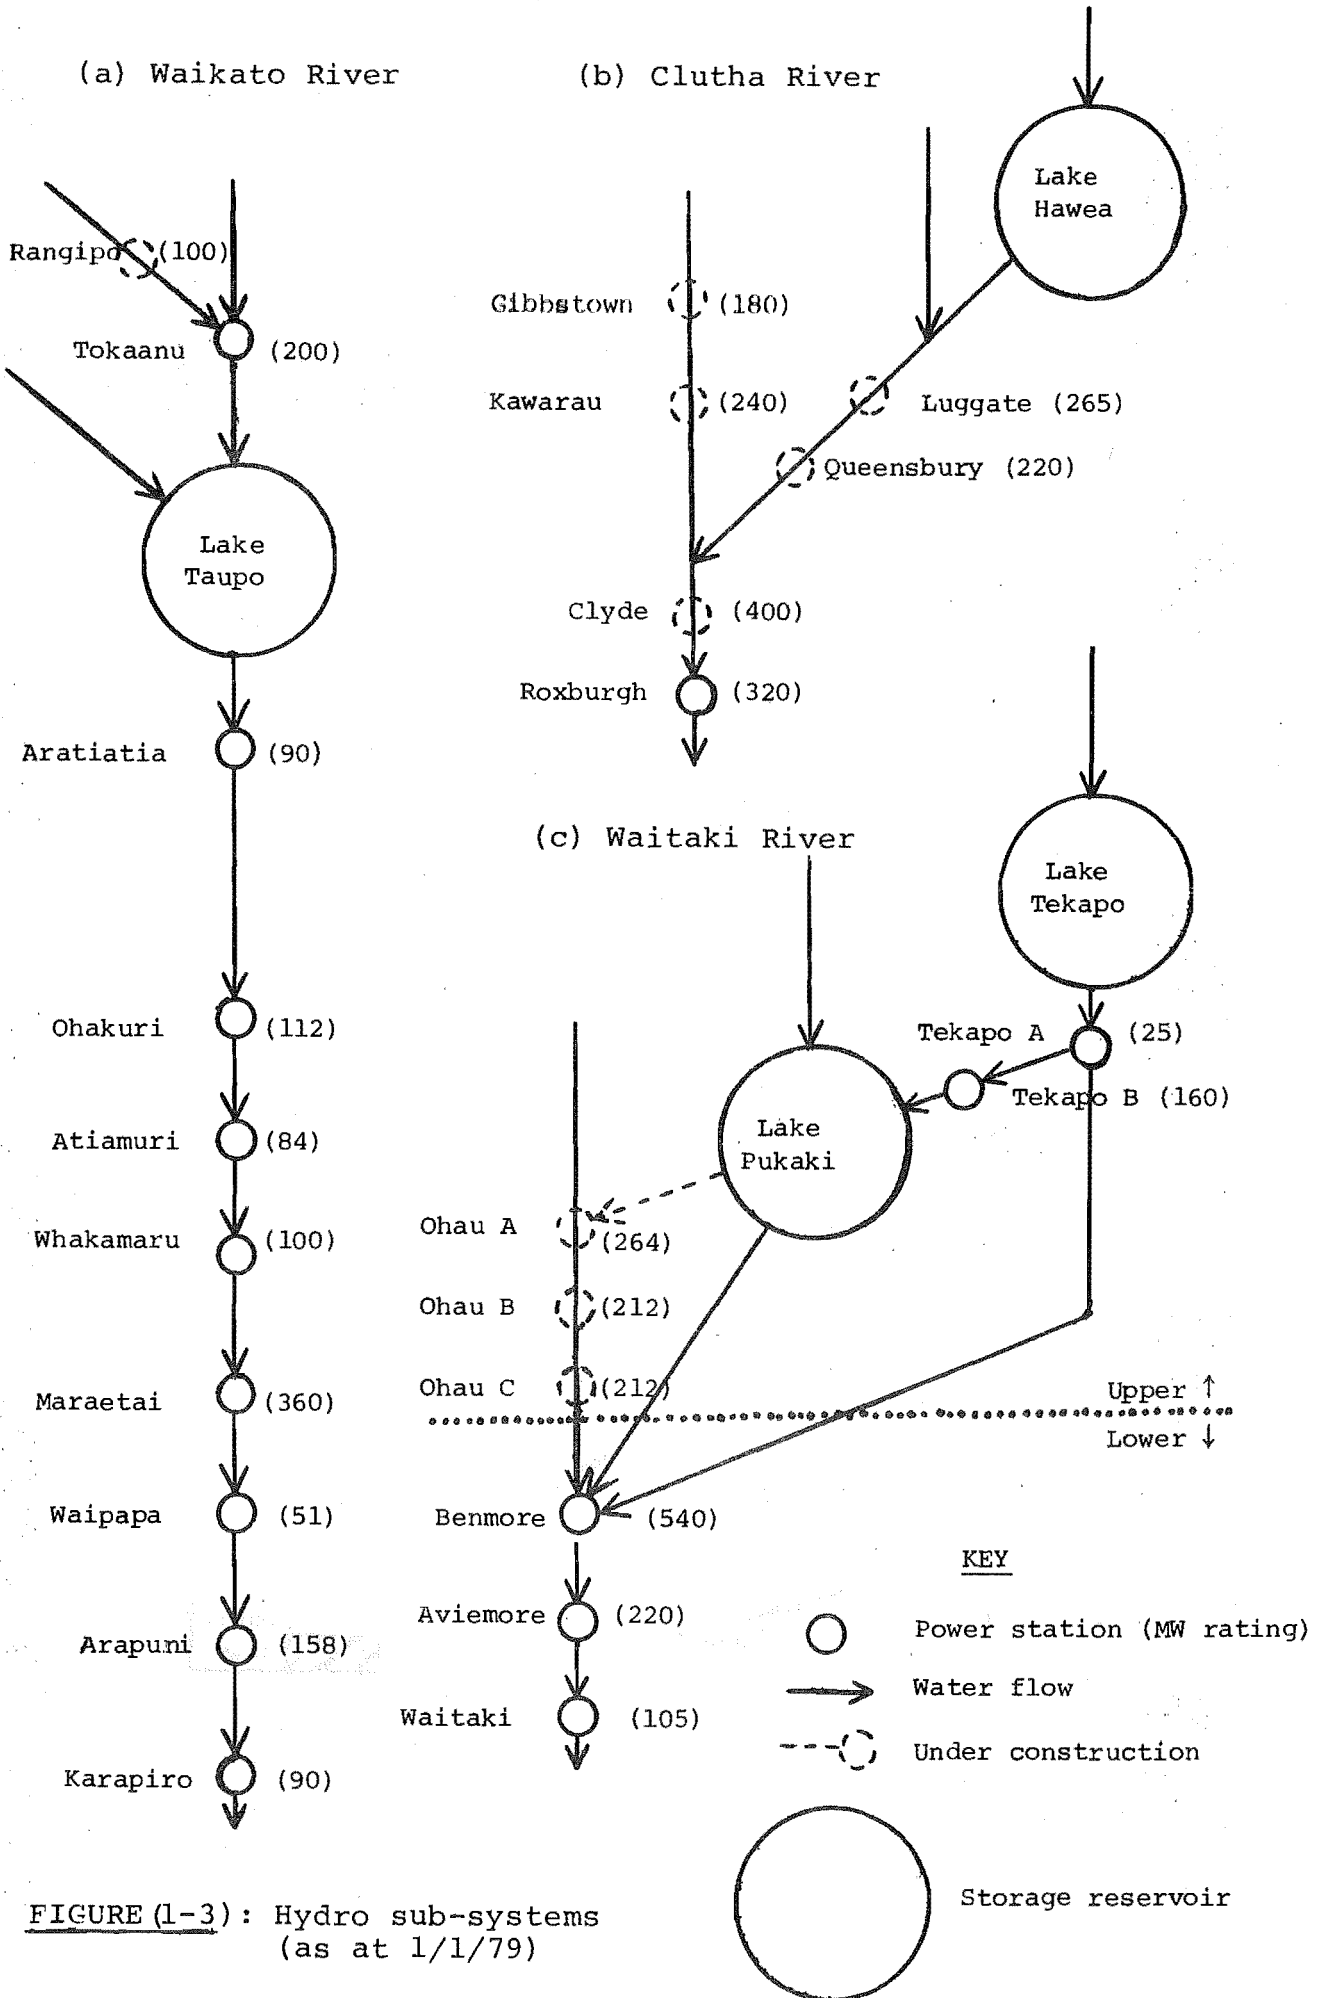 (a) Waikato River
Rangipo (100)
Tokaanu (200)
Lake
Taupo
Aratiatia (90)
Ohakuri (112)
Atiamuri (84)
Whakamaru (100)
Maraetai (360)
Waipapa (51)
Arapuni (158)
Karapiro (90)
(b) Clutha River
Lake
Hawea
Gibbstown (180)
Kawarau (240)
Luggate (265)
Queensbury (220)
Clyde (400)
Roxburgh (320)
(c) Waitaki River
Lake
Tekapo
Tekapo A (25)
Tekapo B (160)
Lake
Pukaki
Ohau A (264)
Ohau B (212)
Ohau C (212)
Upper ↑
Lower ↓
Benmore (540)
Aviemore (220)
Waitaki (105)
KEY
Power station (MW rating)
Water flow
Under construction
Storage reservoir
FIGURE (1-3): Hydro sub-systems
(as at 1/1/79)